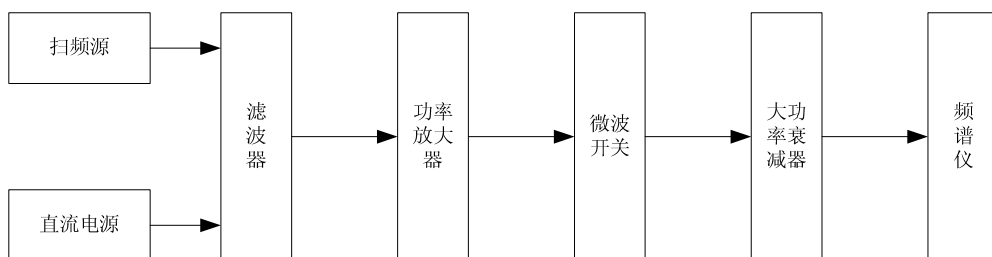 扫频源
直流电源
滤
波
器
功率
放大
器
微波
开关
大功
率衰
减器
频
谱
仪